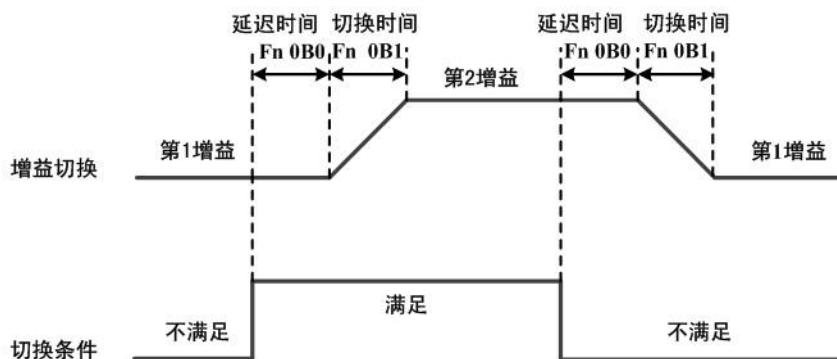 延迟时间 切换时间 延迟时间 切换时间
Fn 0B0 Fn 0B1 Fn 0B0 Fn 0B1
第2增益
第1增益 第1增益
增益切换
满足
不满足 不满足
切换条件